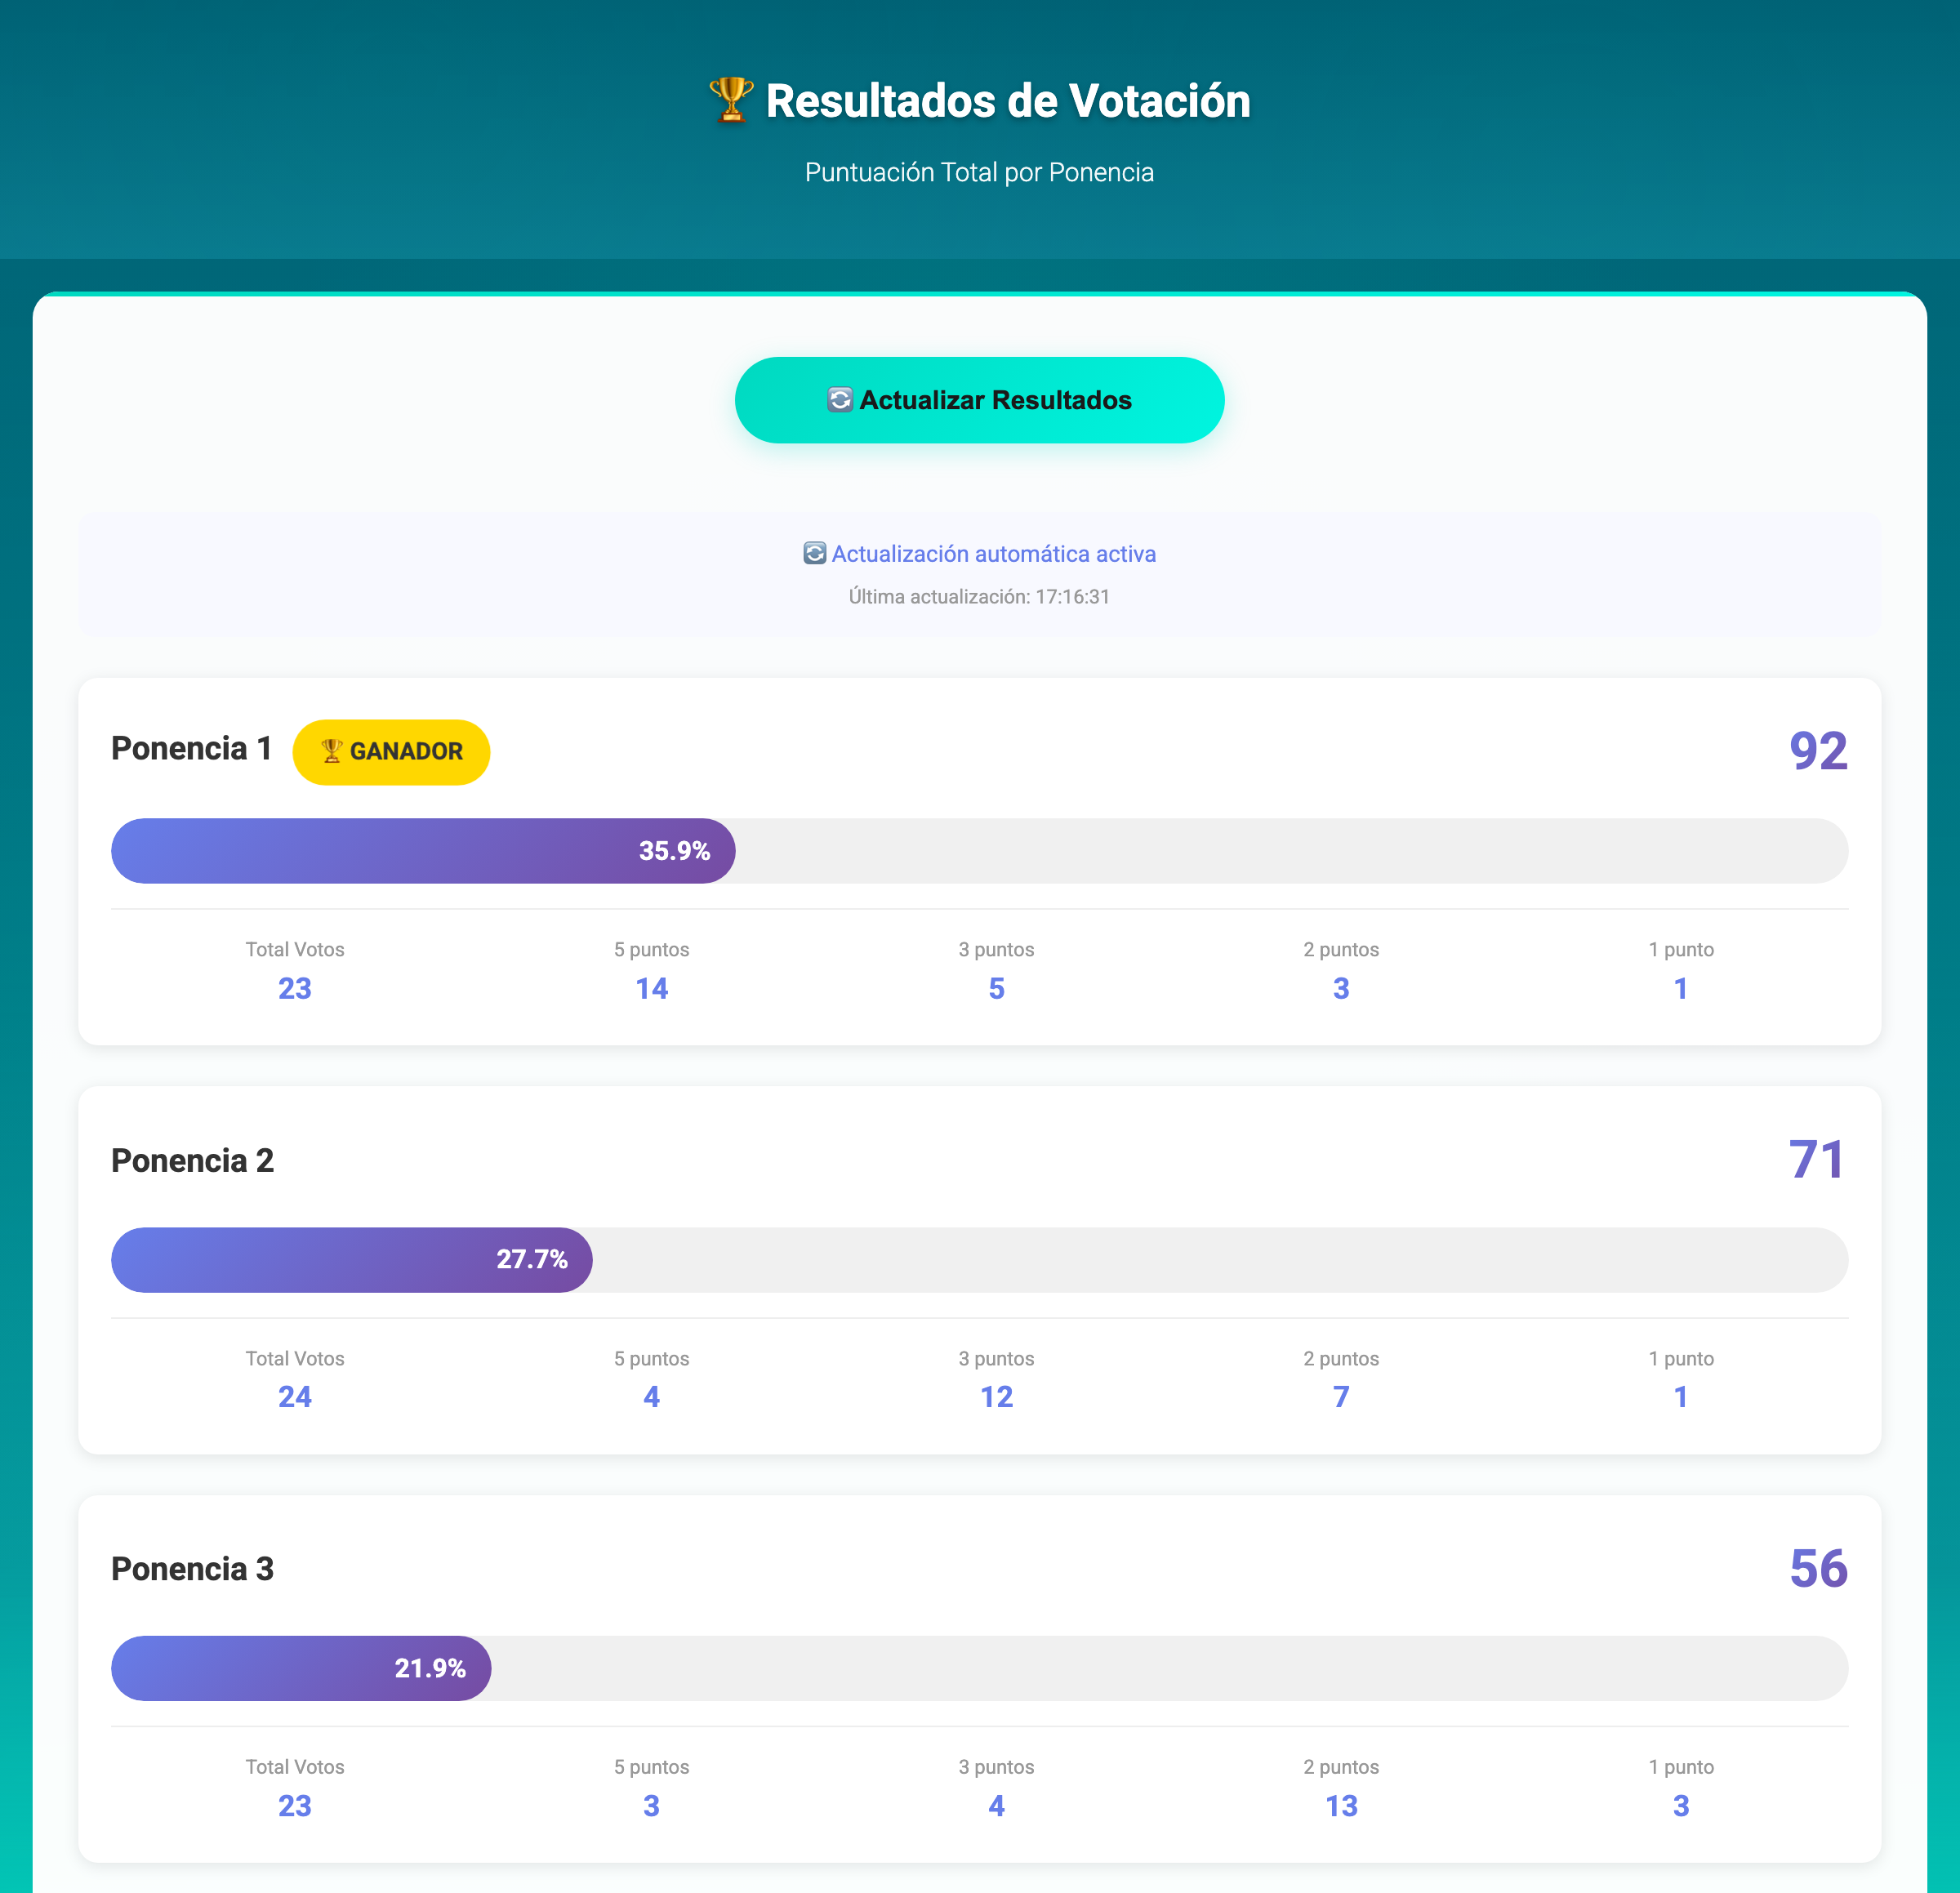 🏆 Resultados de Votación
Puntuación Total por Ponencia
🔄 Actualizar Resultados
🔄 Actualización automática activa
Última actualización: 17:16:31
Ponencia 1 🏆 GANADOR 92
35.9%
Total Votos 5 puntos 3 puntos 2 puntos 1 punto
23 14 5 3 1
Ponencia 2 71
27.7%
Total Votos 5 puntos 3 puntos 2 puntos 1 punto
24 4 12 7 1
Ponencia 3 56
21.9%
Total Votos 5 puntos 3 puntos 2 puntos 1 punto
23 3 4 13 3